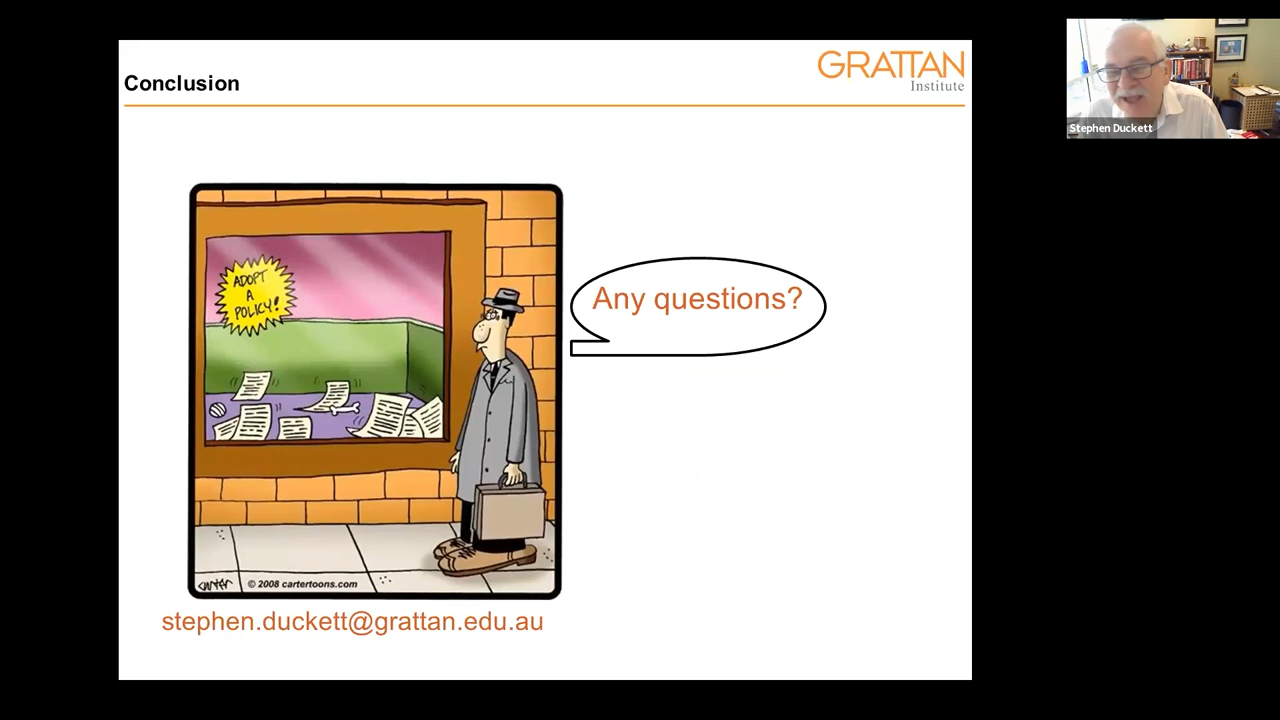 Conclusion
GRATTAN
Institute
Stephen Duckett
ADOPT
A
POLICY!
Any questions?
© 2008 cartertoons.com
stephen.duckett@grattan.edu.au